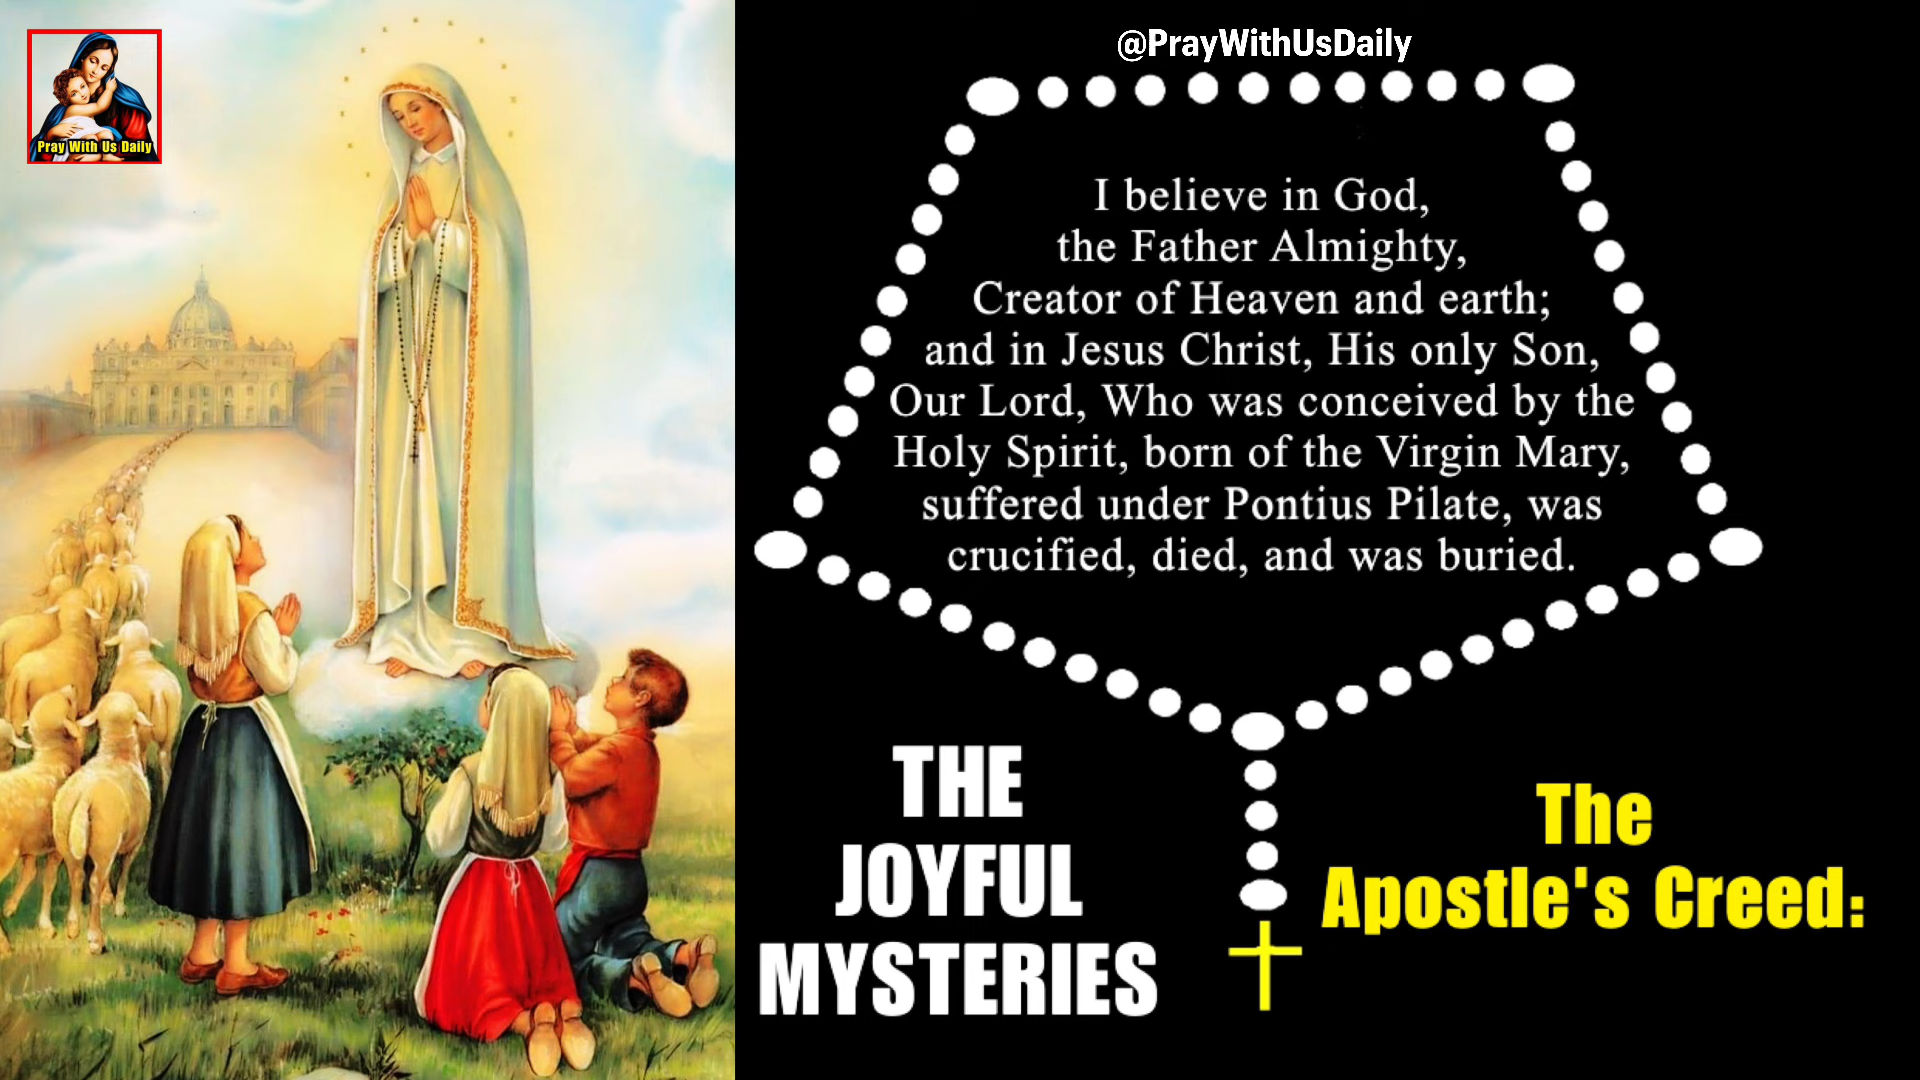 Pray With Us Daily
@PrayWithUsDaily
I believe in God,
the Father Almighty,
Creator of Heaven and earth;
and in Jesus Christ, His only Son,
Our Lord, Who was conceived by the
Holy Spirit, born of the Virgin Mary,
suffered under Pontius Pilate, was
crucified, died, and was buried.
THE
JOYFUL
MYSTERIES
The
Apostle's Creed: